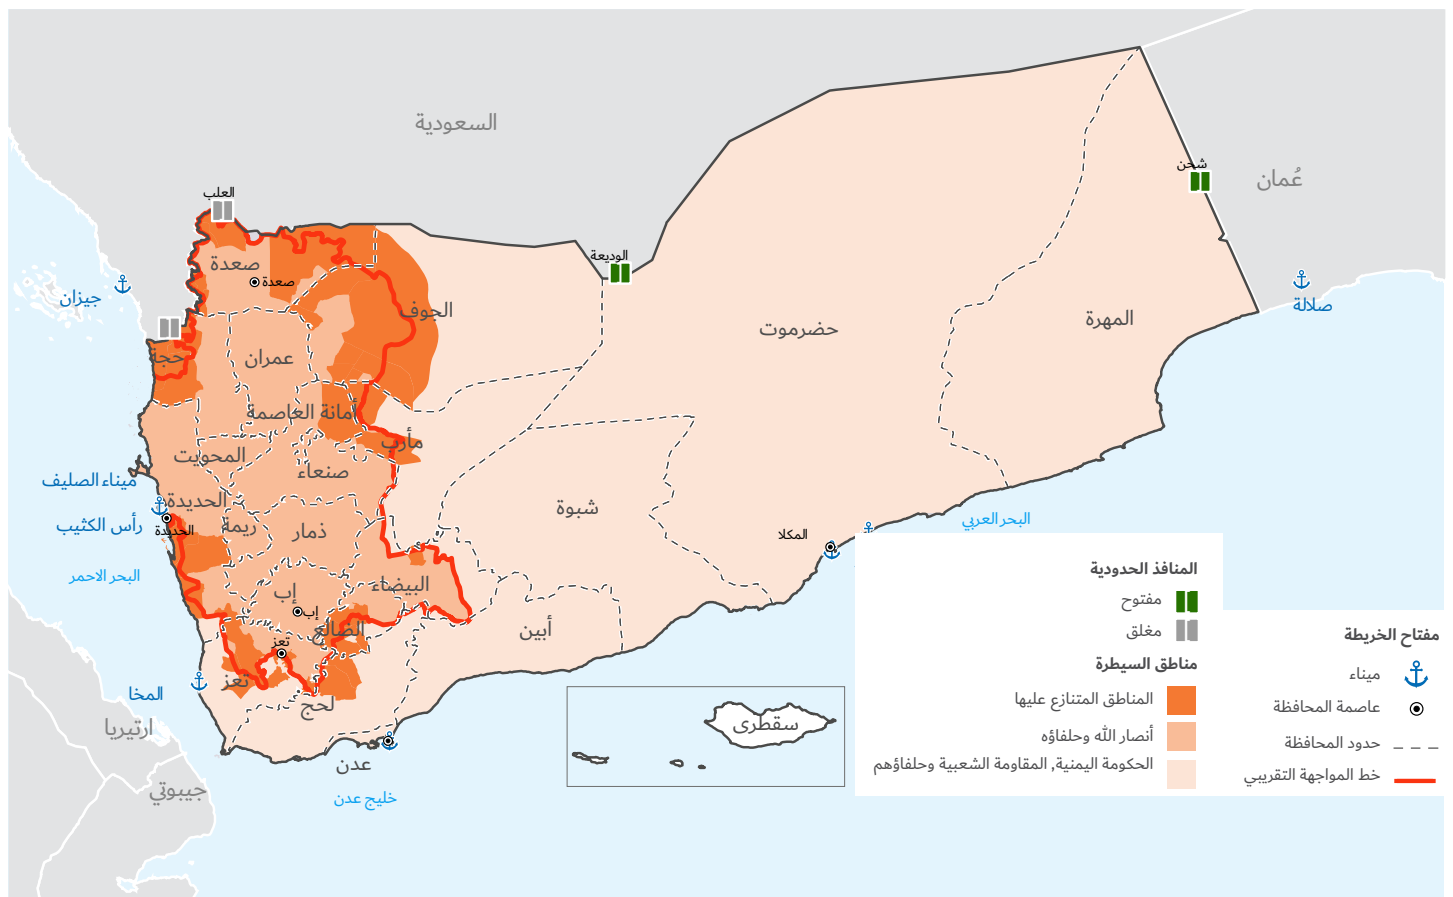 السعودية
عُمان
شحن
العلب
الوديعة
صعدة
صعدة
جيزان
صلالة
الجوف
حضرموت
المهرة
حجة
عمران
أمانة العاصمة
مأرب
المحويت
صنعاء
ميناء الصليف
الحديدة
رأس الكثيب
ريمة
ذمار
شبوة
الحديدة
البحر العربي
المكلا
البحر الاحمر
إب
إب
البيضاء
الضالع
أبين
تعز
تعز
المخا
لحج
ارتيريا
سقطرى
عدن
جيبوتي
خليج عدن
المنافذ الحدودية
مفتوح
مغلق
مناطق السيطرة
المناطق المتنازع عليها
أنصار الله وحلفاؤه
الحكومة اليمنية, المقاومة الشعبية وحلفاؤهم
مفتاح الخريطة
ميناء
عاصمة المحافظة
حدود المحافظة
خط المواجهة التقريبي